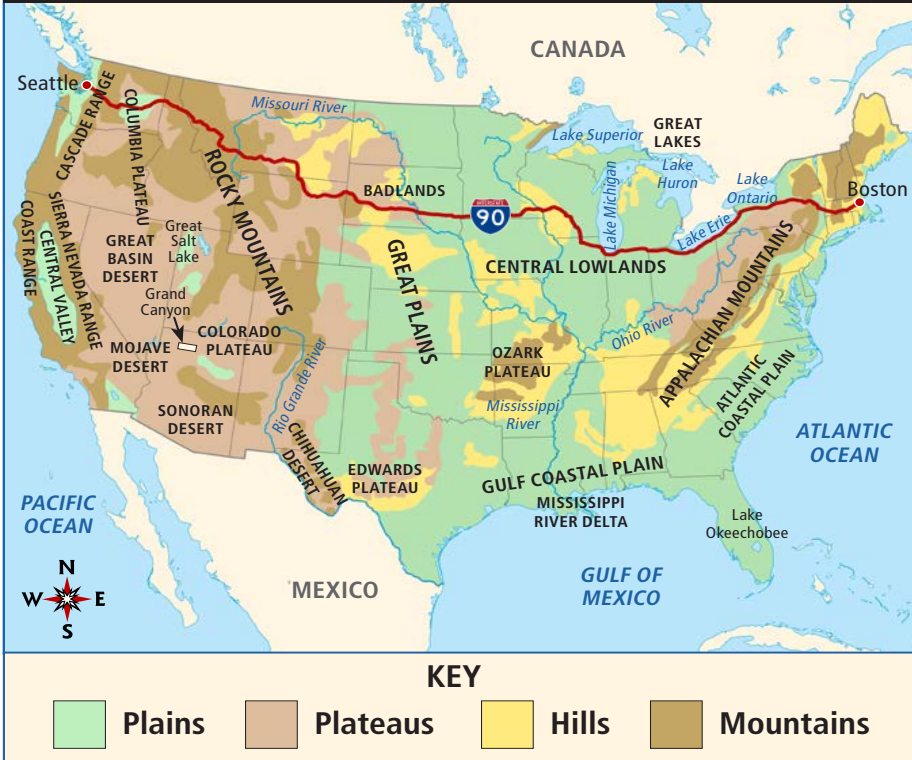 CANADA
Seattle
CASCADE RANGE
COLUMBIA PLATEAU
Missouri River
ROCKY MOUNTAINS
BADLANDS
INTERSTATE
90
Lake Superior
GREAT
LAKES
Lake Michigan
Lake
Huron
Lake
Ontario
Lake Erie
Boston
COAST RANGE
SIERRA NEVADA RANGE
CENTRAL VALLEY
GREAT
BASIN
DESERT
Great
Salt
Lake
Grand
Canyon
GREAT PLAINS
CENTRAL LOWLANDS
MOJAVE
DESERT
COLORADO
PLATEAU
Rio Grande River
OZARK
PLATEAU
Ohio River
APPALACHIAN MOUNTAINS
ATLANTIC
COASTAL PLAIN
SONORAN
DESERT
Mississippi
River
ATLANTIC
OCEAN
CHIHUAHUAN
DESERT
EDWARDS
PLATEAU
GULF COASTAL PLAIN
MISSISSIPPI
RIVER DELTA
Lake
Okeechobee
PACIFIC
OCEAN
MEXICO
GULF OF
MEXICO
N
W E
S
KEY
Plains Plateaus Hills Mountains